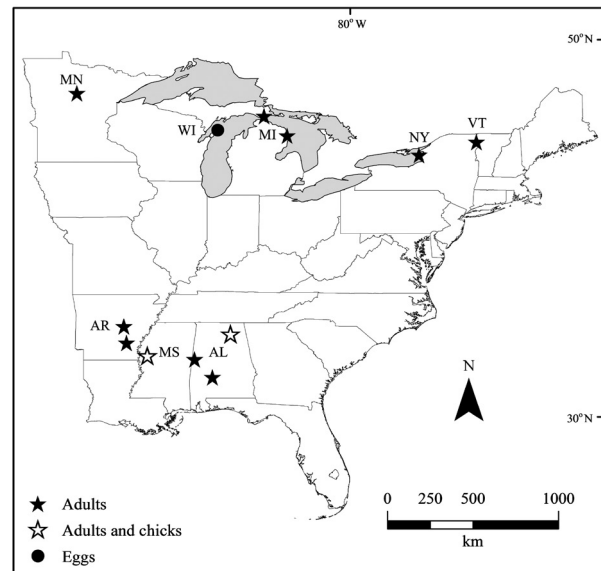 80°W
50°N
MN
WI
MI
NY
VT
AR
MS
AL
N
30°N
Adults
Adults and chicks
Eggs
0 250 500 1000
km